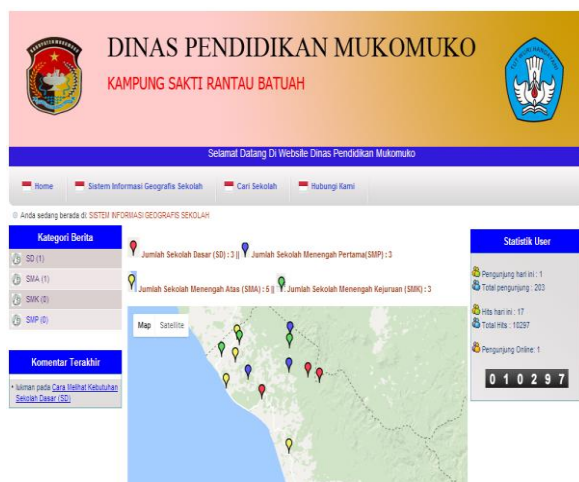 DINAS PENDIDIKAN MUKOMUKO
KAMPUNG SAKTI RANTAU BATUAH
Selamat Datang Di Website Dinas Pendidikan Mukomuko
Home Sistem Informasi Geografis Sekolah Cari Sekolah Hubungi Kami
Anda sedang berada di: SISTEM INFORMASI GEOGRAFIS SEKOLAH
Kategori Berita
SD (1)
SMA (1)
SMK (0)
SMP (0)
Komentar Terakhir
lukman pada Cara Melihat Kebutuhan
Sekolah Dasar (SD)
Jumlah Sekolah Dasar (SD) : 3 || Jumlah Sekolah Menengah Pertama(SMP) : 3
Jumlah Sekolah Menengah Atas (SMA) : 5 || Jumlah Sekolah Menengah Kejuruan (SMK) : 3
Map Satellite
Statistik User
Pengunjung hari ini : 1
Total pengunjung : 203
Hits hari ini : 17
Total Hits : 10297
Pengunjung Online: 1
010297